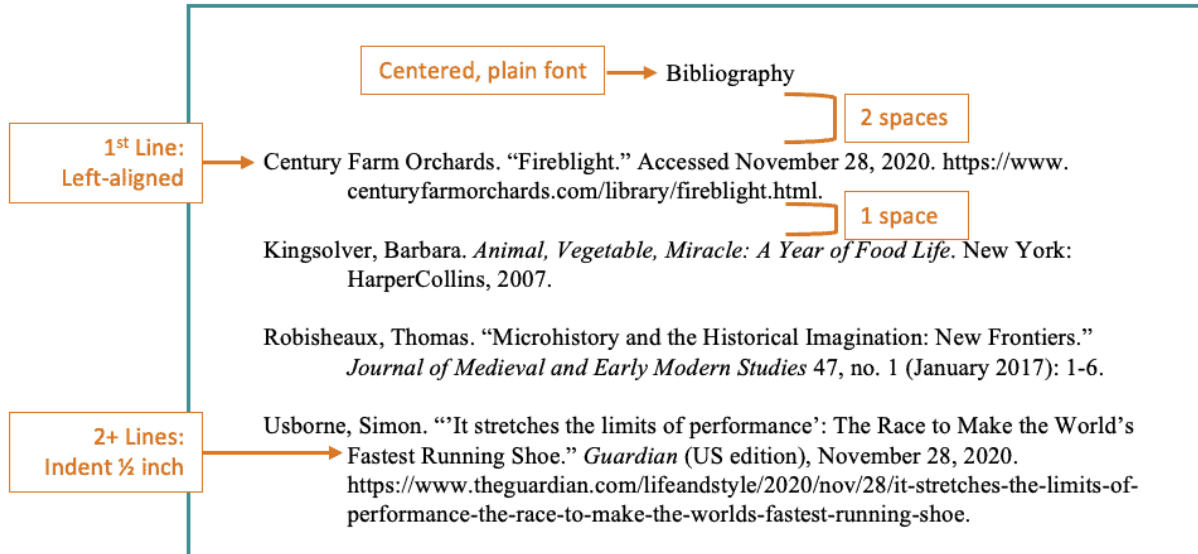 Centered, plain font
Bibliography
2 spaces
1st Line:
Left-aligned
Century Farm Orchards. “Fireblight.” Accessed November 28, 2020. https://www.
centuryfarmorchards.com/library/fireblight.html.
1 space
Kingsolver, Barbara. Animal, Vegetable, Miracle: A Year of Food Life. New York:
HarperCollins, 2007.
Robisheaux, Thomas. “Microhistory and the Historical Imagination: New Frontiers.”
Journal of Medieval and Early Modern Studies 47, no. 1 (January 2017): 1-6.
2+ Lines:
Indent ½ inch
Usborne, Simon. “’It stretches the limits of performance’: The Race to Make the World’s
Fastest Running Shoe.” Guardian (US edition), November 28, 2020.
https://www.theguardian.com/lifeandstyle/2020/nov/28/it-stretches-the-limits-of-
performance-the-race-to-make-the-worlds-fastest-running-shoe.